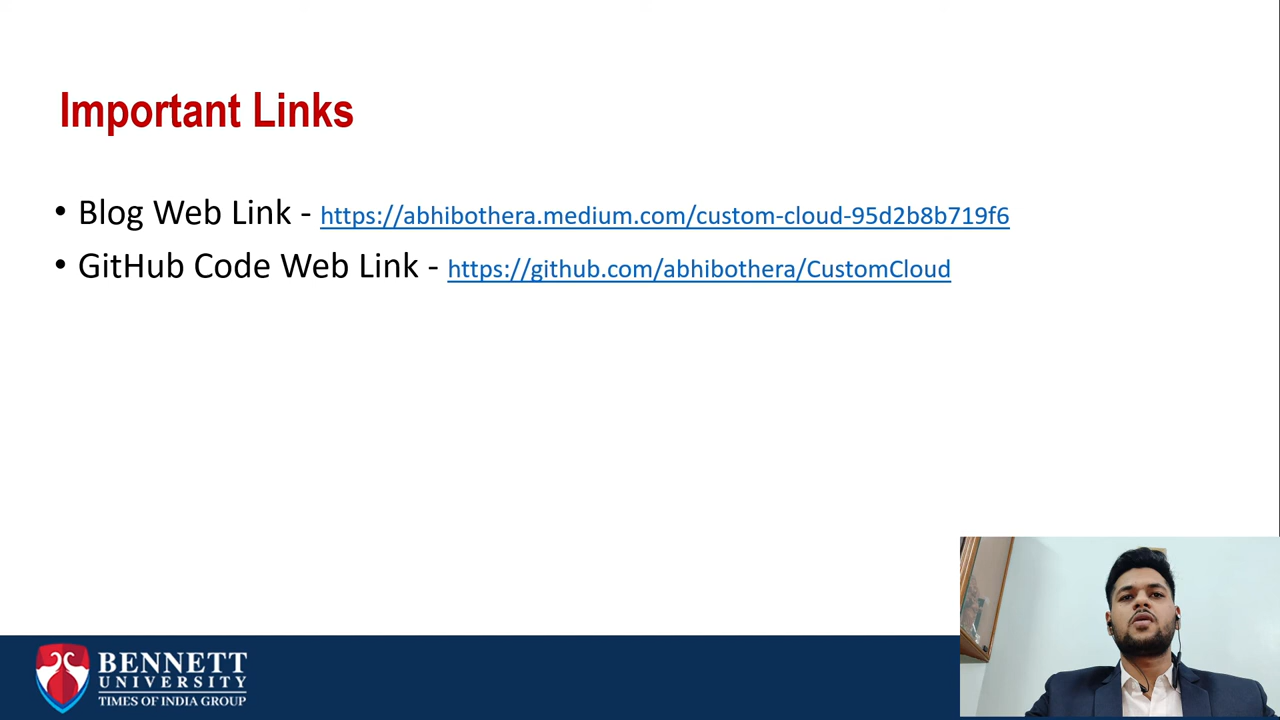 Important Links
• Blog Web Link - https://abhibothera.medium.com/custom-cloud-95d2b8b719f6
• GitHub Code Web Link - https://github.com/abhibothera/CustomCloud
BENNETT
UNIVERSITY
TIMES OF INDIA GROUP